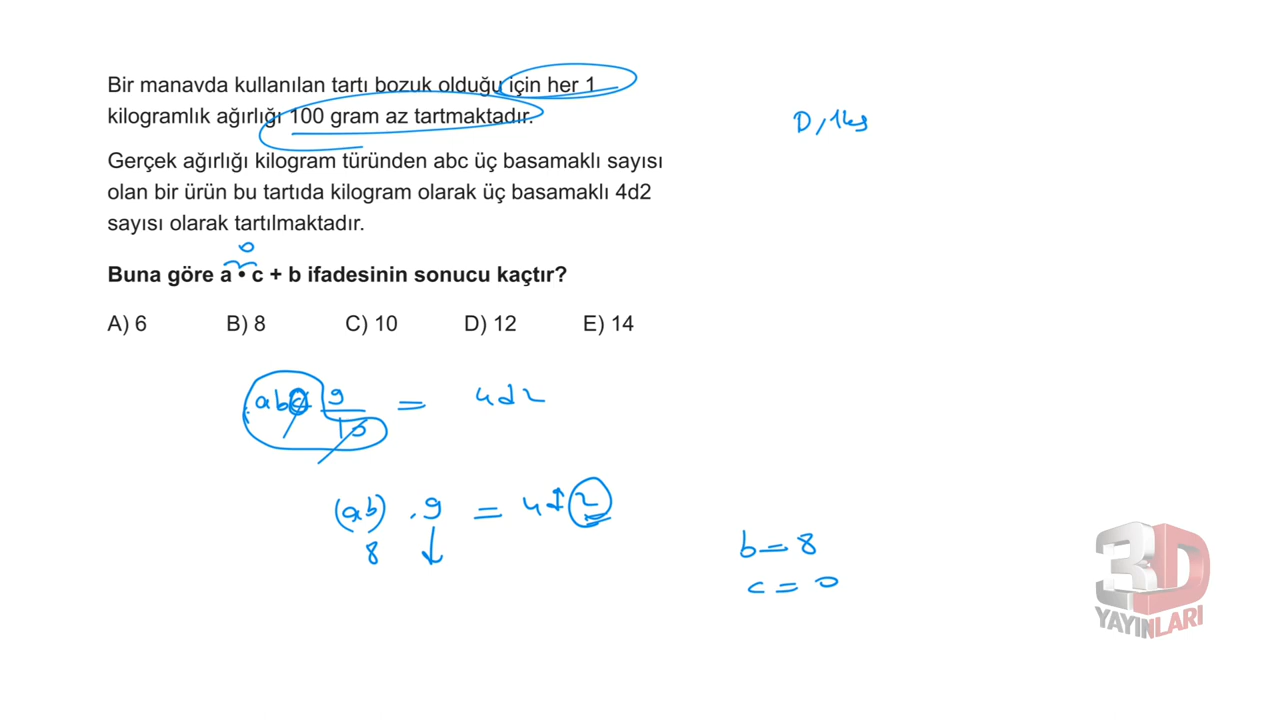 Bir manavda kullanılan tartı bozuk olduğu için her 1
kilogramlık ağırlığı 100 gram az tartmaktadır.
0,1kg
Gerçek ağırlığı kilogram türünden abc üç basamaklı sayısı
olan bir ürün bu tartıda kilogram olarak üç basamaklı 4d2
sayısı olarak tartılmaktadır.
0
Buna göre a • c + b ifadesinin sonucu kaçtır?
A) 6 B) 8 C) 10 D) 12 E) 14
abc 9/10 = 4d2
(ab) . 9 = 4d2
8
b = 8
c = 0
3D
YAYINLARI